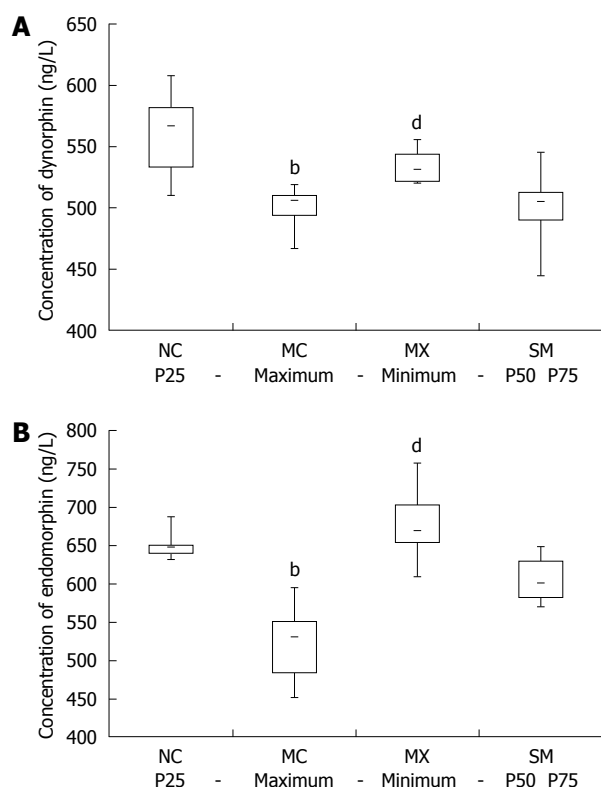 A
Concentration of dynorphin (ng/L)
650
600
550
500
450
400
b
d
NC MC MX SM
P25 - Maximum - Minimum - P50 P75
B
Concentration of endomorphin (ng/L)
800
750
700
650
600
550
500
450
400
b
d
NC MC MX SM
P25 - Maximum - Minimum - P50 P75